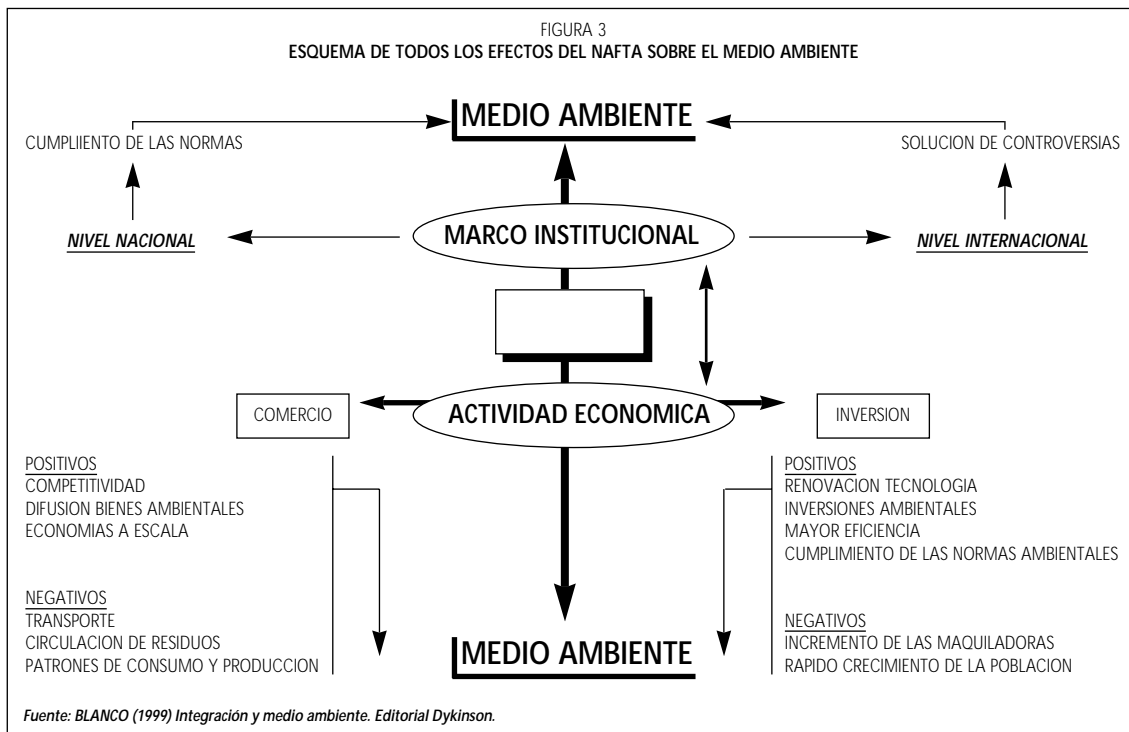 FIGURA 3
ESQUEMA DE TODOS LOS EFECTOS DEL NAFTA SOBRE EL MEDIO AMBIENTE
MEDIO AMBIENTE
CUMPLIIENTO DE LAS NORMAS
SOLUCION DE CONTROVERSIAS
NIVEL NACIONAL
MARCO INSTITUCIONAL
NIVEL INTERNACIONAL
COMERCIO
ACTIVIDAD ECONOMICA
INVERSION
POSITIVOS
COMPETITIVIDAD
DIFUSION BIENES AMBIENTALES
ECONOMIAS A ESCALA
NEGATIVOS
TRANSPORTE
CIRCULACION DE RESIDUOS
PATRONES DE CONSUMO Y PRODUCCION
POSITIVOS
RENOVACION TECNOLOGIA
INVERSIONES AMBIENTALES
MAYOR EFICIENCIA
CUMPLIMIENTO DE LAS NORMAS AMBIENTALES
NEGATIVOS
INCREMENTO DE LAS MAQUILADORAS
RAPIDO CRECIMIENTO DE LA POBLACION
MEDIO AMBIENTE
Fuente: BLANCO (1999) Integración y medio ambiente. Editorial Dykinson.